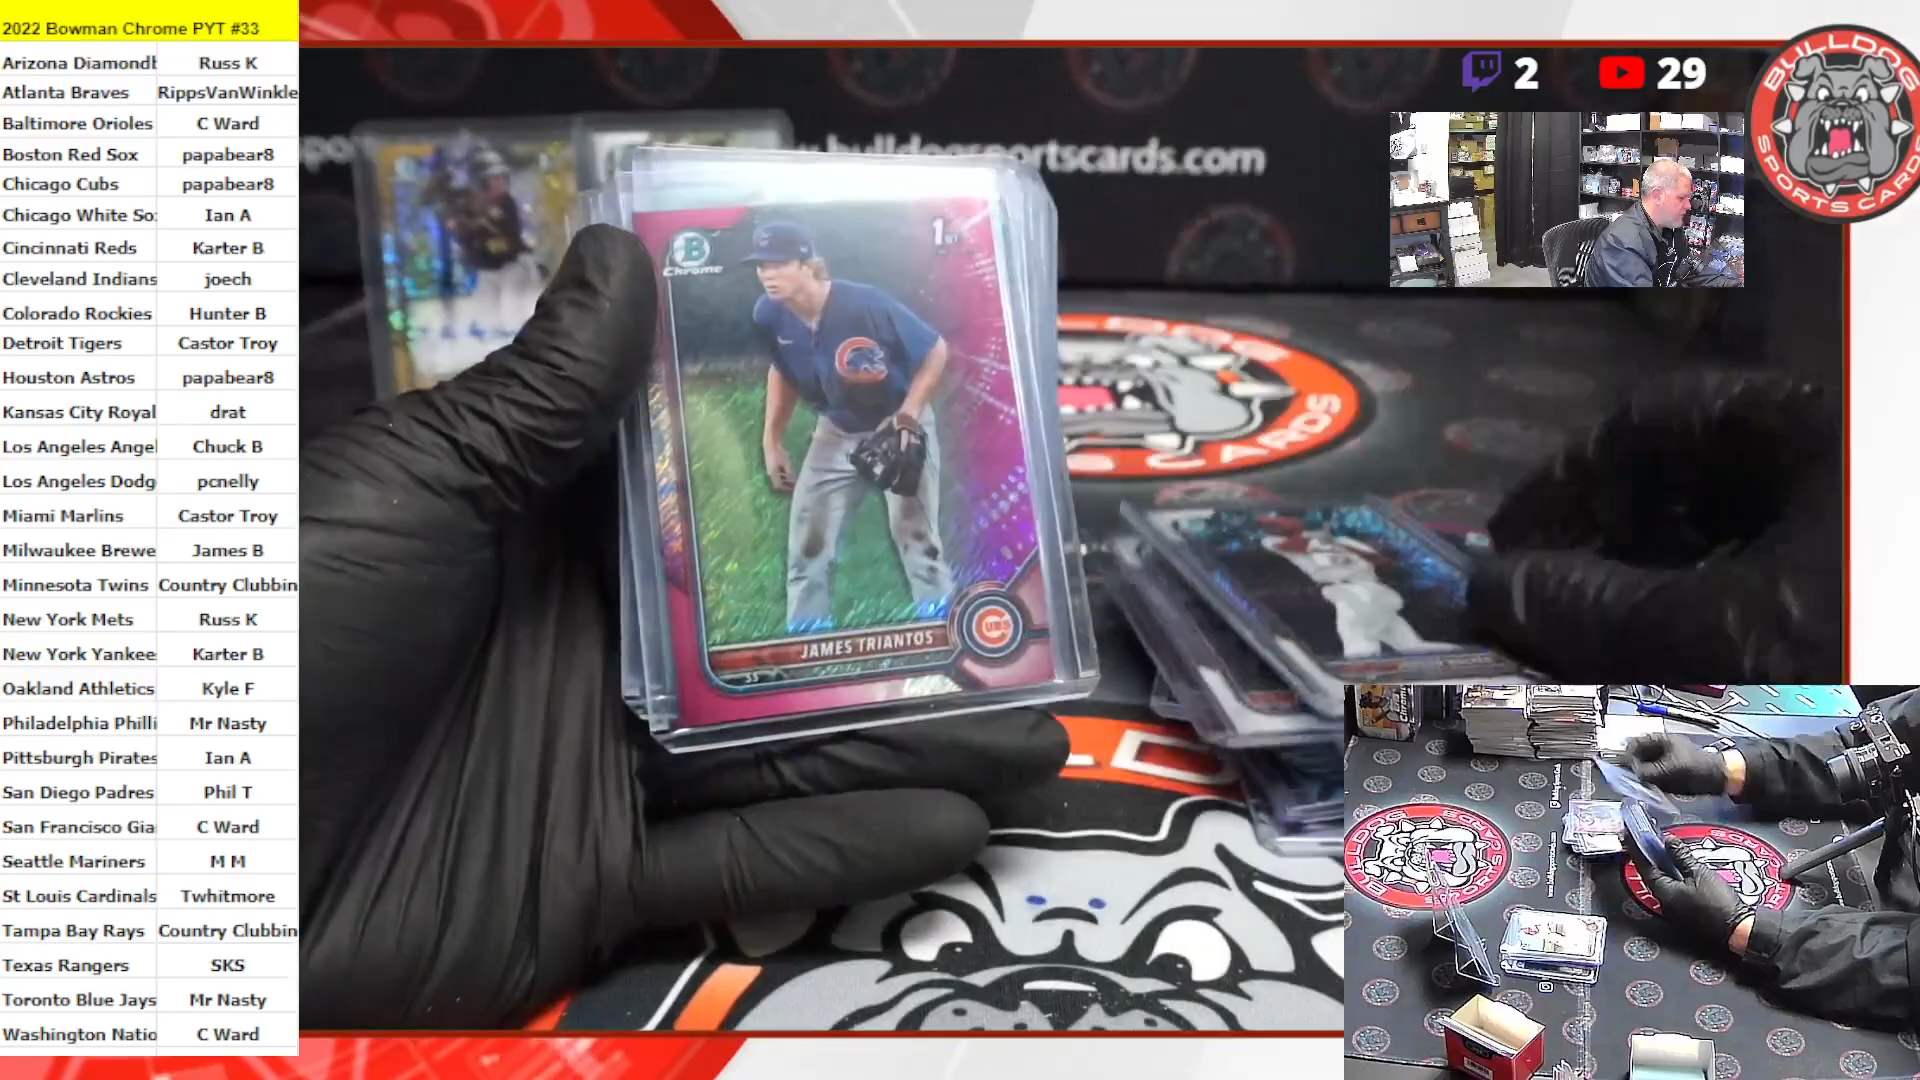 2022 Bowman Chrome PYT #33
Arizona Diamondb Russ K
Atlanta Braves RippsVanWinkle
Baltimore Orioles C Ward
Boston Red Sox papabear8
Chicago Cubs papabear8
Chicago White So Ian A
Cincinnati Reds Karter B
Cleveland Indians joech
Colorado Rockies Hunter B
Detroit Tigers Castor Troy
Houston Astros papabear8
Kansas City Royal drat
Los Angeles Angel Chuck B
Los Angeles Dodg pcnelly
Miami Marlins Castor Troy
Milwaukee Brewe James B
Minnesota Twins Country Clubbin
New York Mets Russ K
New York Yankee Karter B
Oakland Athletics Kyle F
Philadelphia Philli Mr Nasty
Pittsburgh Pirates Ian A
San Diego Padres Phil T
San Francisco Gia C Ward
Seattle Mariners M M
St Louis Cardinals Twhitmore
Tampa Bay Rays Country Clubbin
Texas Rangers SKS
Toronto Blue Jays Mr Nasty
Washington Natio C Ward
2 29
BULLDOG
SPORTS CARDS
.bulldogsportscards.com
1ST
B
Chrome
JAMES TRIANTOS
SS
CUBS
CARDS